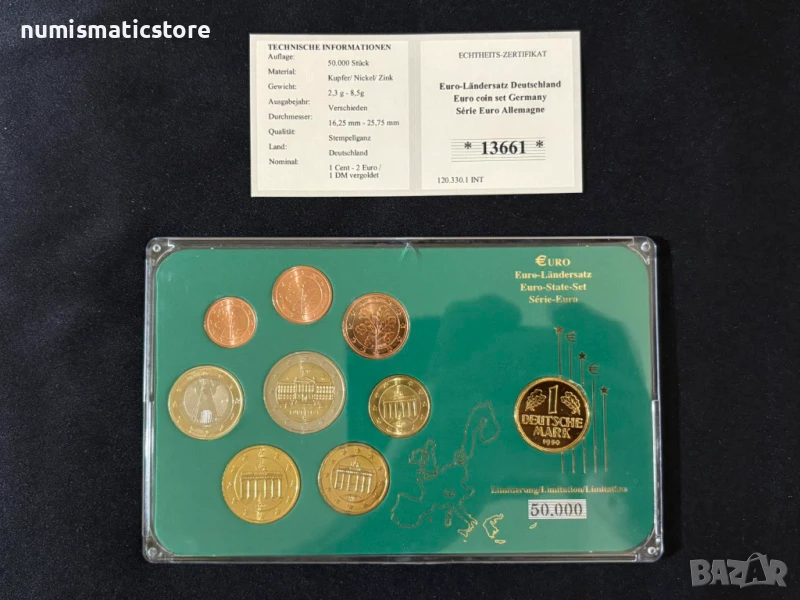 numismaticstore
TECHNISCHE INFORMATIONEN
Auflage: 50.000 Stück
Material: Kupfer/ Nickel/ Zink
Gewicht: 2,3 g - 8,5g
Ausgabejahr: Verschieden
Durchmesser: 16,25 mm - 25,75 mm
Qualität: Stempelglanz
Land: Deutschland
Nominal: 1 Cent - 2 Euro /
1 DM vergoldet
ECHTHEITS-ZERTIFIKAT
Euro-Ländersatz Deutschland
Euro coin set Germany
Série Euro Allemagne
* 13661 *
120.330.1 INT
€URO
Euro-Ländersatz
Euro-State-Set
Série-Euro
1
DEUTSCHE
MARK
1990
Limitierung/Limitation/Limitation
50,000
BAZAR